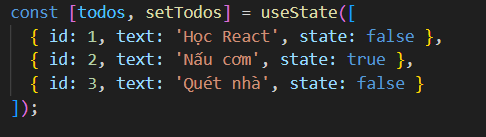 const [todos, setTodos] = useState([
{ id: 1, text: 'Học React', state: false },
{ id: 2, text: 'Nấu cơm', state: true },
{ id: 3, text: 'Quét nhà', state: false }
]);